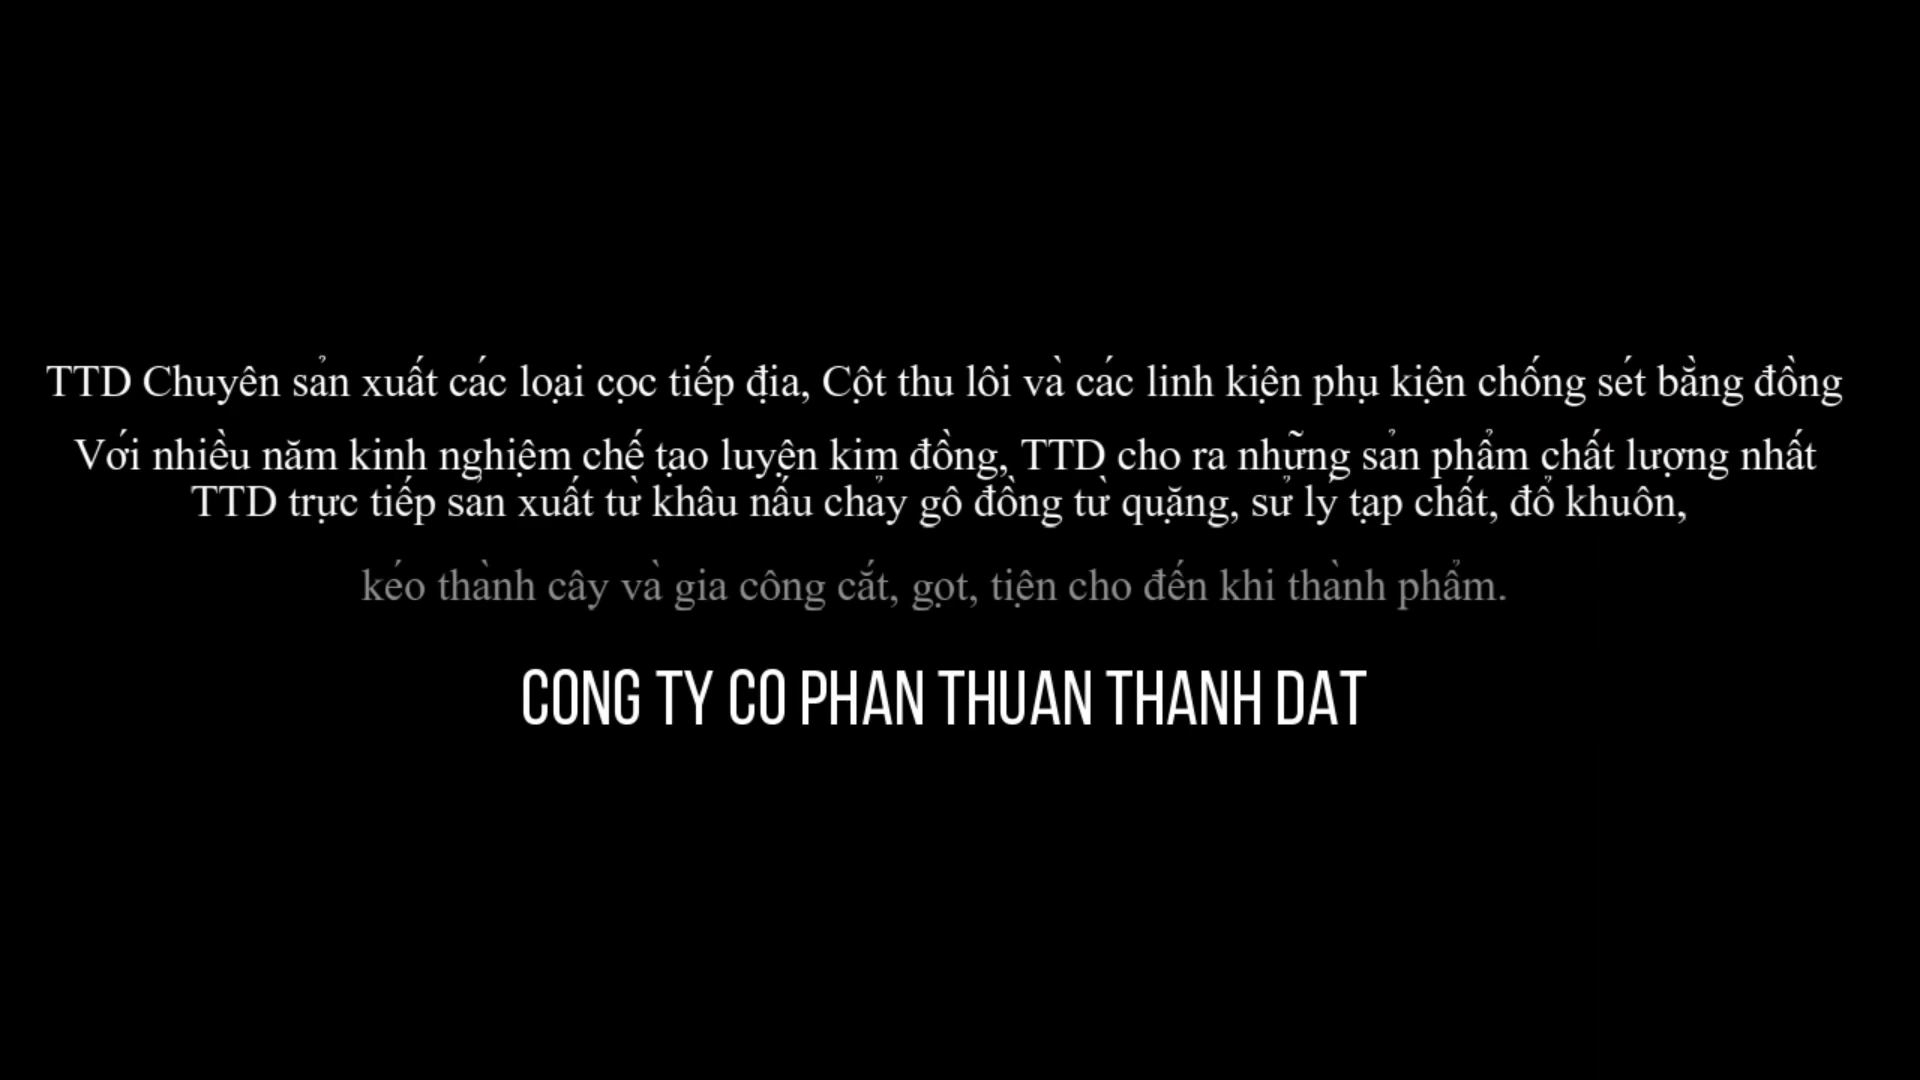 TTD Chuyên sản xuất các loại cọc tiếp địa, Cột thu lôi và các linh kiện phụ kiện chống sét bằng đồng
Với nhiều năm kinh nghiệm chế tạo luyện kim đồng, TTD cho ra những sản phẩm chất lượng nhất
TTD trực tiếp sản xuất từ khâu nấu chảy gô đồng từ quặng, sử lý tạp chất, đổ khuôn,
kéo thành cây và gia công cắt, gọt, tiện cho đến khi thành phẩm.
CONG TY CO PHAN THUAN THANH DAT